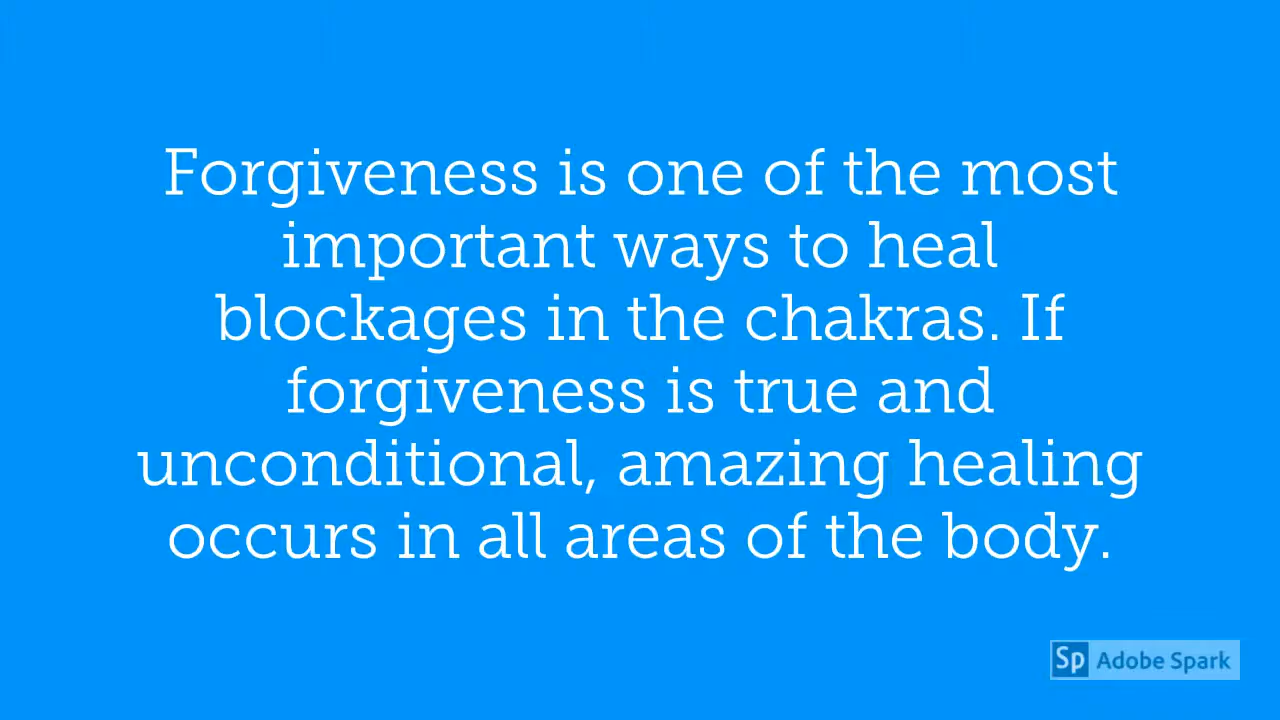 Forgiveness is one of the most
important ways to heal
blockages in the chakras. If
forgiveness is true and
unconditional, amazing healing
occurs in all areas of the body.
Sp Adobe Spark